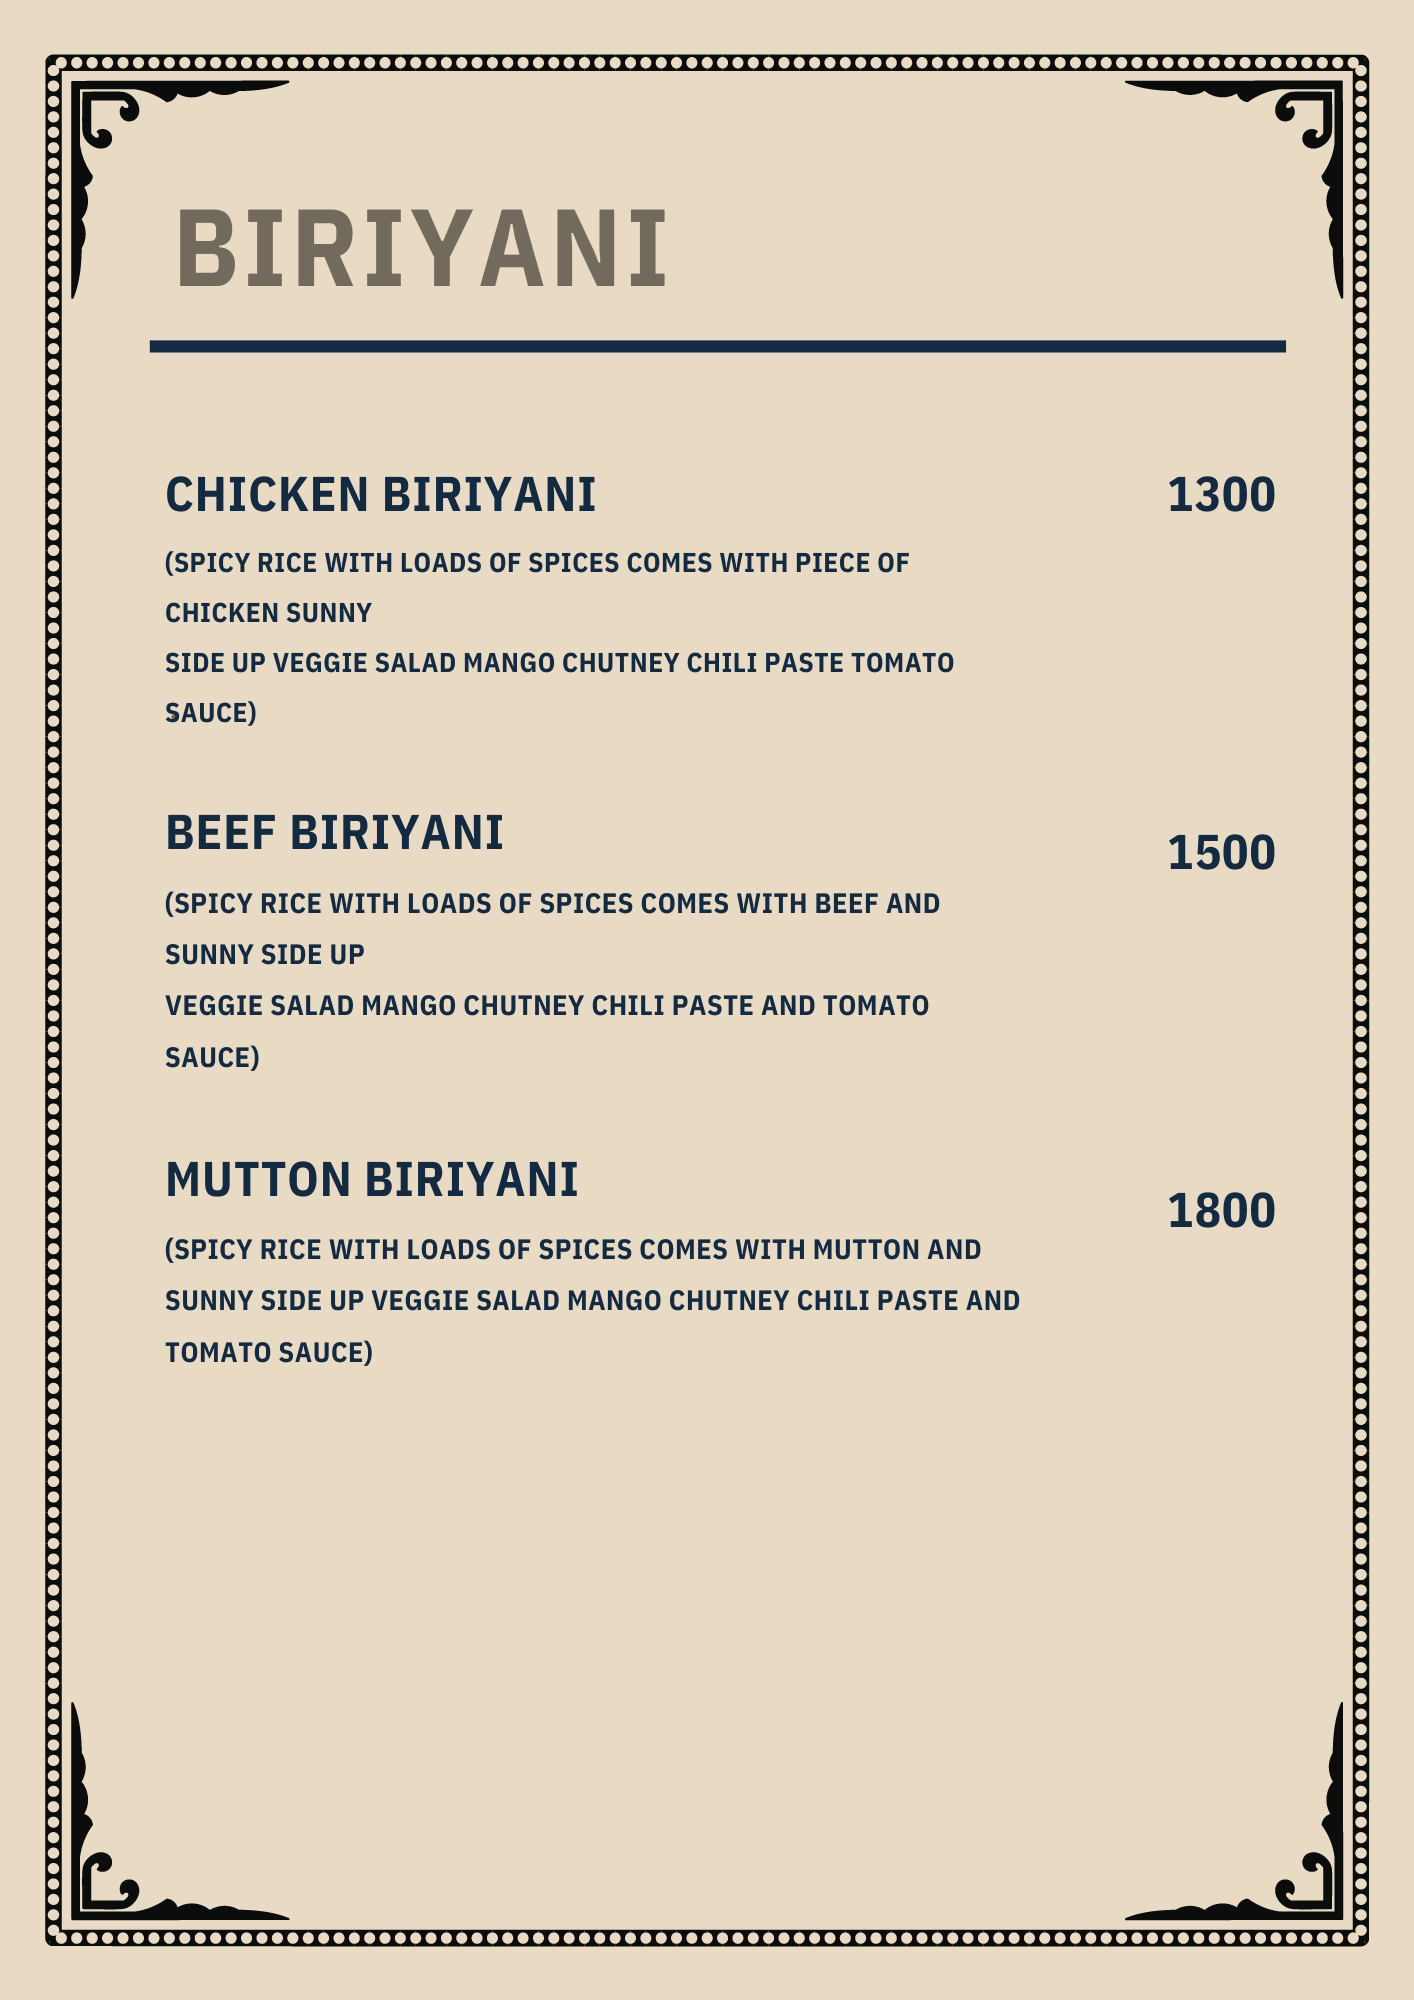 BIRIYANI
CHICKEN BIRIYANI 1300
(SPICY RICE WITH LOADS OF SPICES COMES WITH PIECE OF
CHICKEN SUNNY
SIDE UP VEGGIE SALAD MANGO CHUTNEY CHILI PASTE TOMATO
SAUCE)
BEEF BIRIYANI 1500
(SPICY RICE WITH LOADS OF SPICES COMES WITH BEEF AND
SUNNY SIDE UP
VEGGIE SALAD MANGO CHUTNEY CHILI PASTE AND TOMATO
SAUCE)
MUTTON BIRIYANI 1800
(SPICY RICE WITH LOADS OF SPICES COMES WITH MUTTON AND
SUNNY SIDE UP VEGGIE SALAD MANGO CHUTNEY CHILI PASTE AND
TOMATO SAUCE)